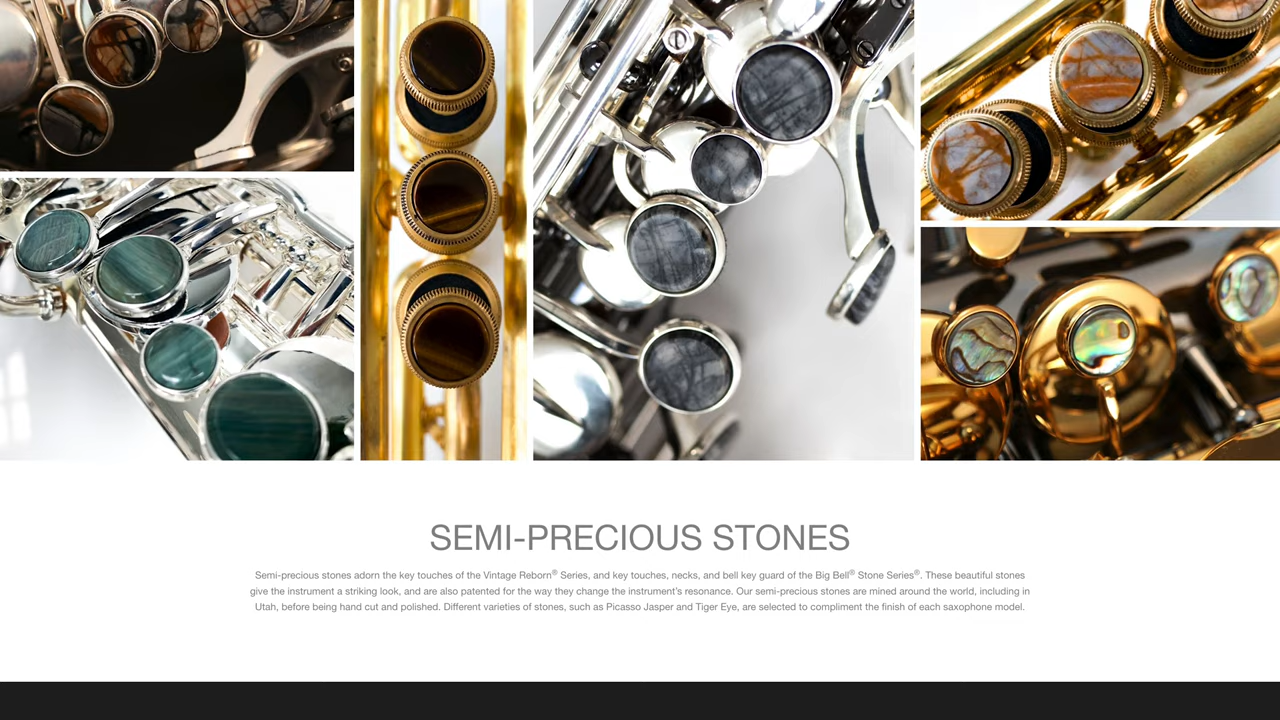 SEMI-PRECIOUS STONES
Semi-precious stones adorn the key touches of the Vintage Reborn® Series, and key touches, necks, and bell key guard of the Big Bell® Stone Series®. These beautiful stones
give the instrument a striking look, and are also patented for the way they change the instrument's resonance. Our semi-precious stones are mined around the world, including in
Utah, before being hand cut and polished. Different varieties of stones, such as Picasso Jasper and Tiger Eye, are selected to compliment the finish of each saxophone model.